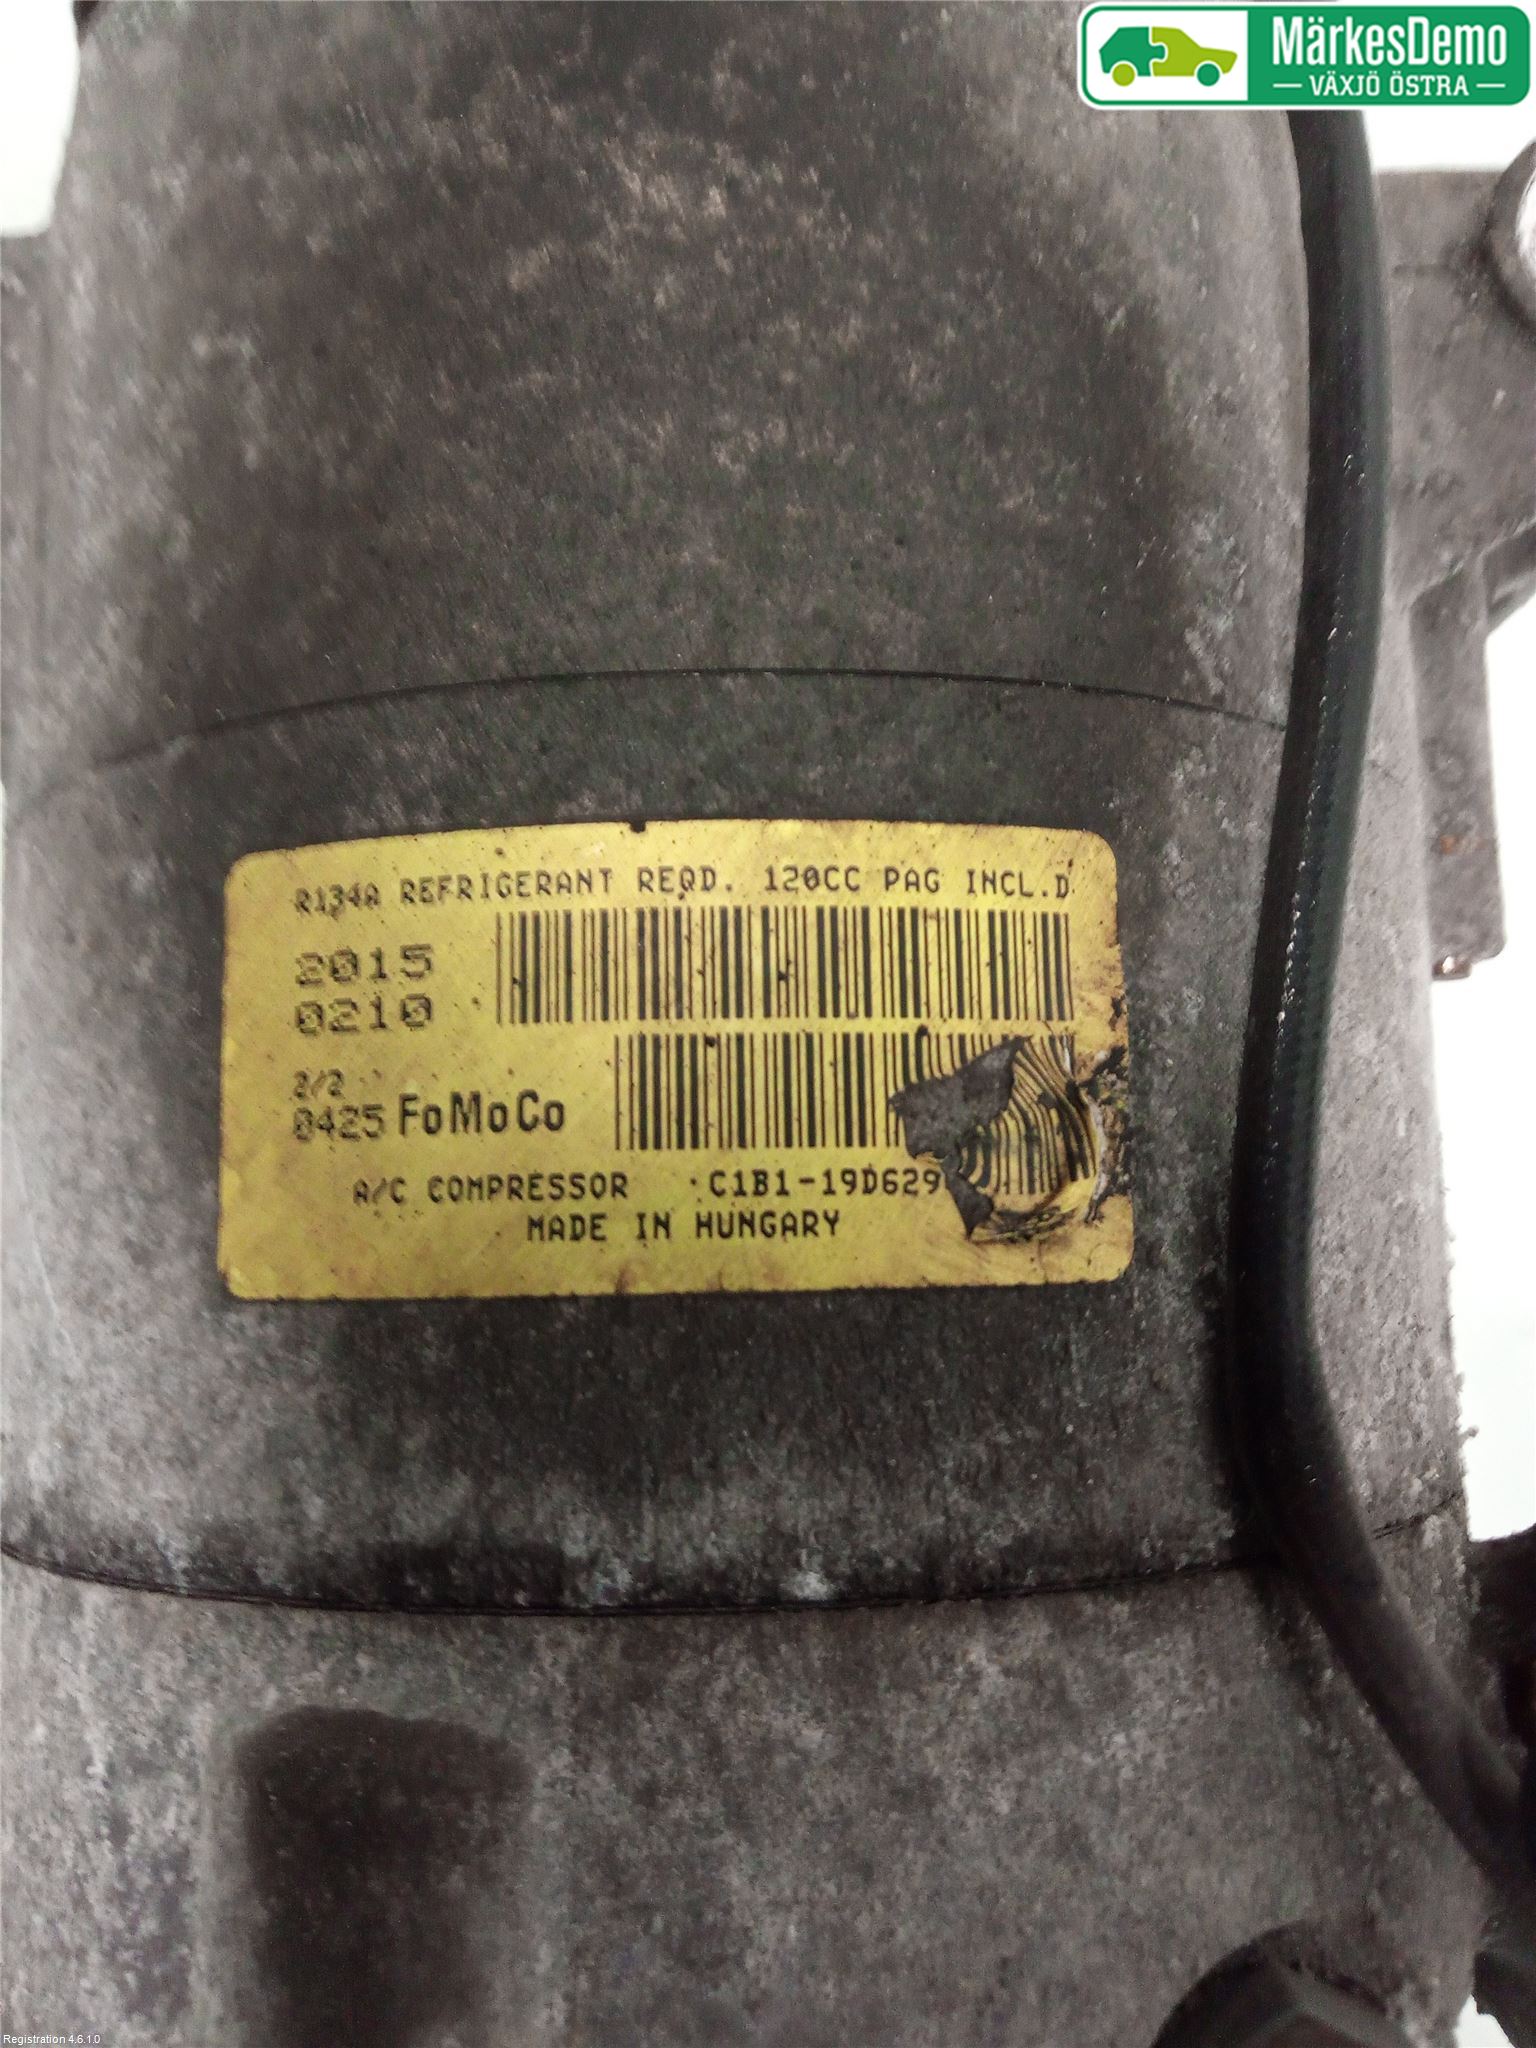 MärkesDemo
VÄXJÖ ÖSTRA
R134A REFRIGERANT REQD. 120CC PAG INCL.D
2015
0210
2/2
0425 FoMoCo
A/C COMPRESSOR C1B1-19D629
MADE IN HUNGARY
Registration 4.6.1.0